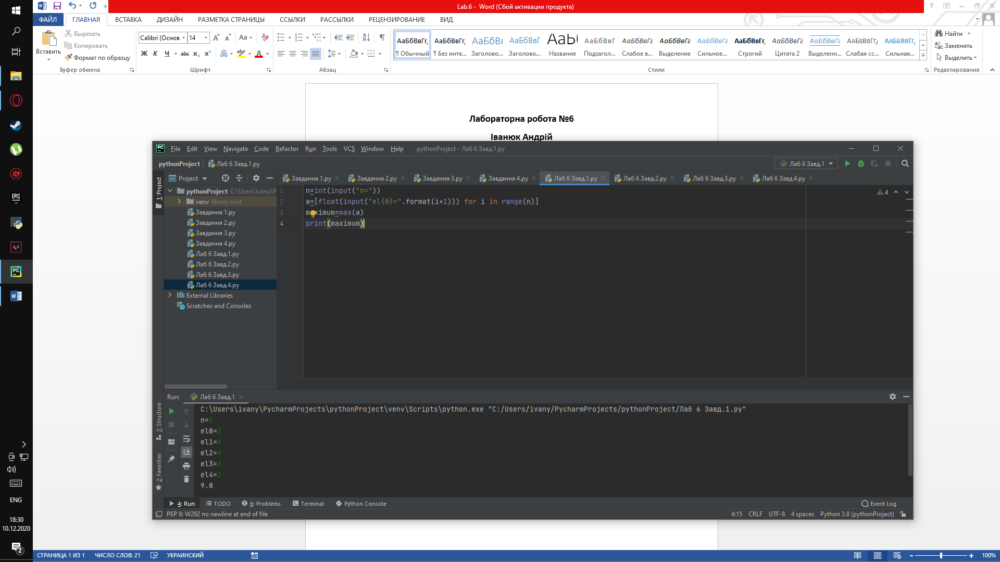 Lab.6 - Word (Сбой активации продукта)
ФАЙЛ ГЛАВНАЯ ВСТАВКА ДИЗАЙН РАЗМЕТКА СТРАНИЦЫ ССЫЛКИ РАССЫЛКИ РЕЦЕНЗИРОВАНИЕ ВИД
Вставить
Вырезать
Копировать
Формат по образцу
Буфер обмена
Calibri (Основ 14
Ж К Ч abc x₂ x²
Шрифт
Абзац
АаБбВвГг, АаБбВвГг, АаБбВв АаБбВвГ АаБб АаБбВвГ АаБбВвГг АаБбВвГг АаБбВвГг АаБбВвГг, АаБбВвГг АаБбВвГг АаБбВвГг, АаБбВвГг,
¶ Обычный ¶ Без инте... Заголово... Заголово... Название Подзагол... Слабое в... Выделение Сильное... Строгий Цитата 2 Выделенн... Слабая сс... Сильная...
Стили
Найти
Заменить
Выделить
Редактирование
Лабораторна робота №6
Іванюк Андрій
File Edit View Navigate Code Refactor Run Tools VCS Window Help pythonProject - Лаб 6 Завд.1.py
pythonProject Лаб 6 Завд.1.py
Лаб 6 Завд.1
1: Project
Project
Завдання 1.py Завдання 2.py Завдання 3.py Завдання 4.py Лаб 6 Завд.1.py Лаб 6 Завд.2.py Лаб 6 Завд.3.py Лаб 6 Завд.4.py
pythonProject C:\Users\ivany\P
venv library root
Завдання 1.py
Завдання 2.py
Завдання 3.py
Завдання 4.py
Лаб 6 Завд.1.py
Лаб 6 Завд.2.py
Лаб 6 Завд.3.py
Лаб 6 Завд.4.py
External Libraries
Scratches and Consoles
1 n=int(input("n="))
2 a=[float(input("el{0}=".format(i+1))) for i in range(n)]
3 maximum=max(a)
4 print(maximum)
4
Run: Лаб 6 Завд.1
7: Structure
2: Favorites
C:\Users\ivany\PycharmProjects\pythonProject\venv\Scripts\python.exe "C:/Users/ivany/PycharmProjects/pythonProject/Лаб 6 Завд.1.py"
n=5
el0=2
el1=6
el2=9
el3=3
el4=2
9.0
4: Run TODO 6: Problems Terminal Python Console Event Log
PEP 8: W292 no newline at end of file 4:15 CRLF UTF-8 4 spaces Python 3.8 (pythonProject)
EPIC GAMES
ENG
18:30
10.12.2020
2
СТРАНИЦА 1 ИЗ 1 ЧИСЛО СЛОВ: 21 УКРАИНСКИЙ 100%